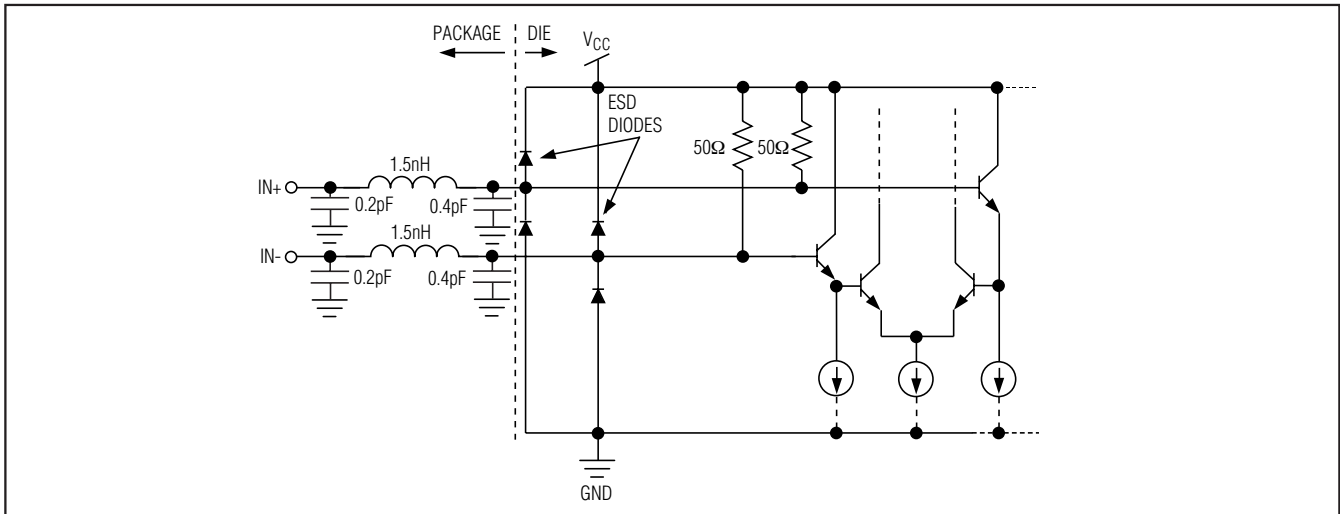 PACKAGE DIE
VCC
ESD
DIODES
50Ω 50Ω
1.5nH
IN+
0.2pF 0.4pF
1.5nH
IN-
0.2pF 0.4pF
GND